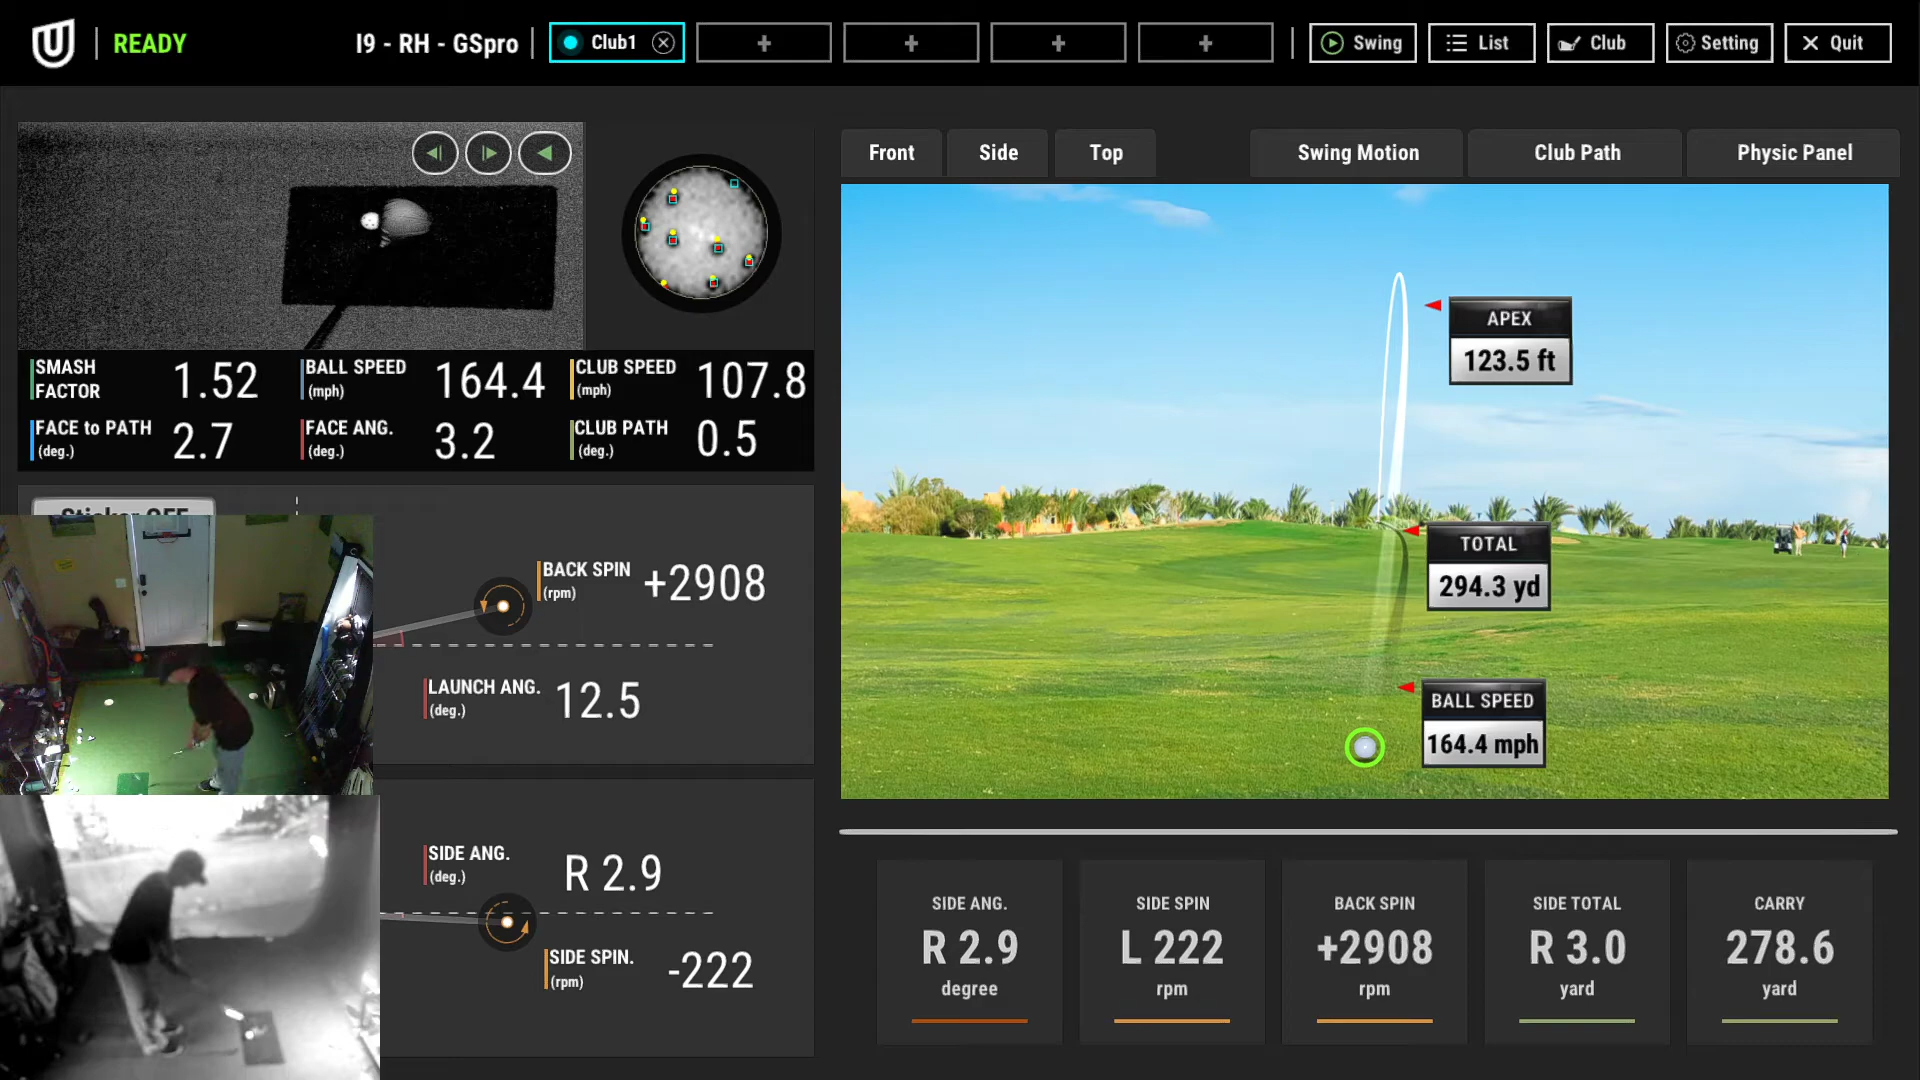 READY
I9 - RH - GSpro
Club1
Swing
List
Club
Setting
Quit
Front
Side
Top
Swing Motion
Club Path
Physic Panel
SMASH FACTOR 1.52
BALL SPEED (mph) 164.4
CLUB SPEED (mph) 107.8
FACE to PATH (deg.) 2.7
FACE ANG. (deg.) 3.2
CLUB PATH (deg.) 0.5
Sticker OFF
BACK SPIN (rpm) +2908
LAUNCH ANG. (deg.) 12.5
SIDE ANG. (deg.) R 2.9
SIDE SPIN. (rpm) -222
APEX
123.5 ft
TOTAL
294.3 yd
BALL SPEED
164.4 mph
SIDE ANG.
R 2.9
degree
SIDE SPIN
L 222
rpm
BACK SPIN
+2908
rpm
SIDE TOTAL
R 3.0
yard
CARRY
278.6
yard